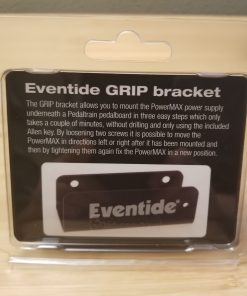 Eventide GRIP bracket
The GRIP bracket allows you to mount the PowerMAX power supply
underneath a Pedaltrain pedalboard in three easy steps which only
takes a couple of minutes, without drilling and only using the included
Allen key. By loosening two screws it is possible to move the
PowerMAX in directions left or right after it has been mounted and
then by tightening them again fix the PowerMAX in a new position.
Eventide®